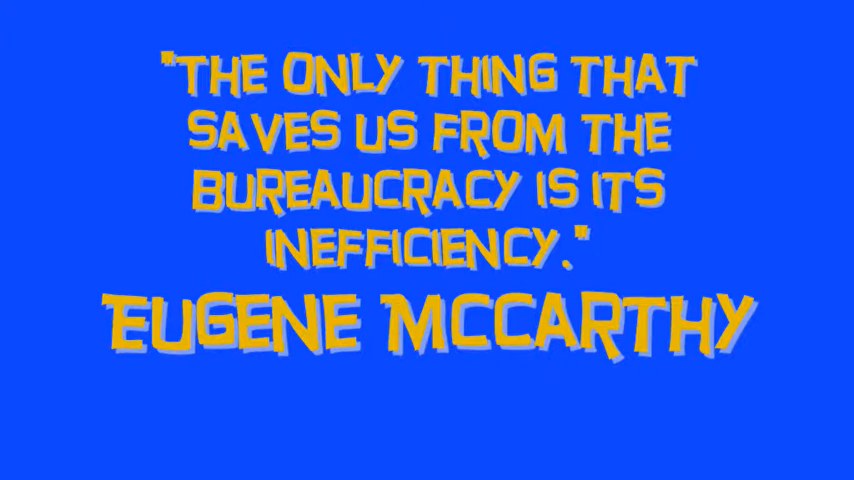 "THE ONLY THING THAT
SAVES US FROM THE
BUREAUCRACY IS ITS
INEFFICIENCY."
EUGENE MCCARTHY